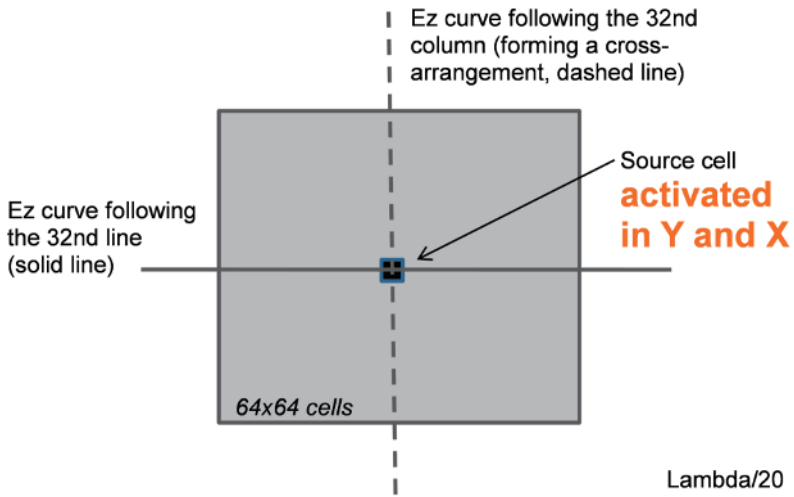 Ez curve following the 32nd
column (forming a cross-
arrangement, dashed line)
Source cell
activated
in Y and X
Ez curve following
the 32nd line
(solid line)
64x64 cells
Lambda/20